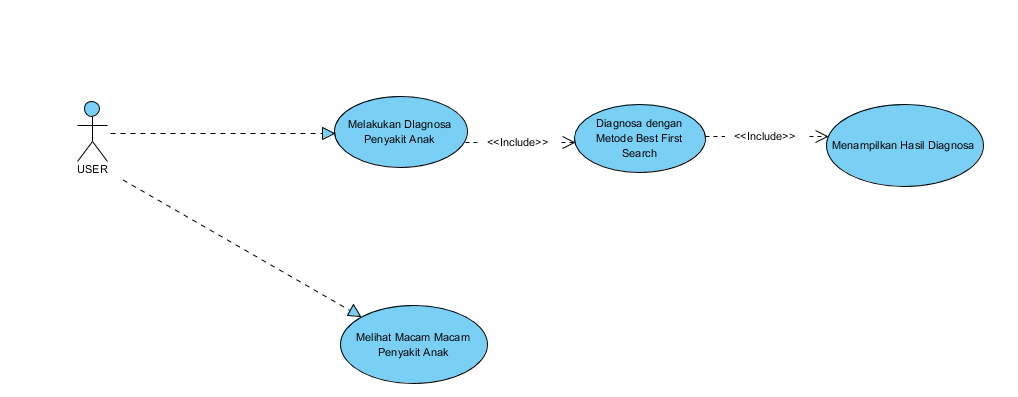 Melakukan DIagnosa
Penyakit Anak
<<Include>>
Diagnosa dengan
Metode Best First
Search
<<Include>>
Menampilkan Hasil Diagnosa
USER
Melihat Macam Macam
Penyakit Anak